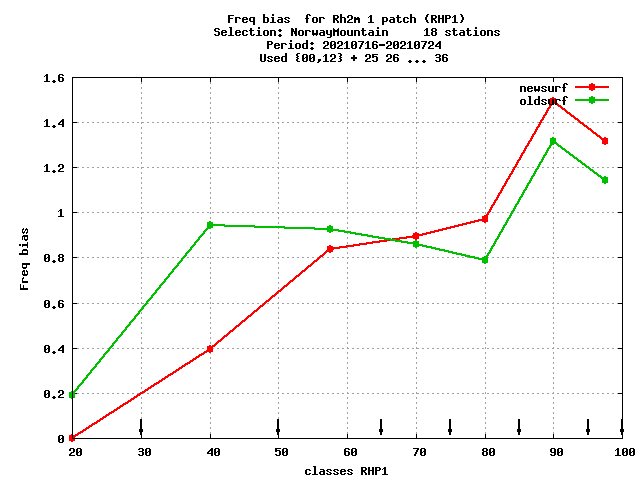 Freq bias  for Rh2m 1 patch (RHP1)
Selection: NorwayMountain     18 stations
Period: 20210716-20210724
Used {00,12} + 25 26 ... 36
newsurf
oldsurf
1.6
1.4
1.2
1
0.8
0.6
0.4
0.2
0
Freq bias
20 30 40 50 60 70 80 90 100
classes RHP1